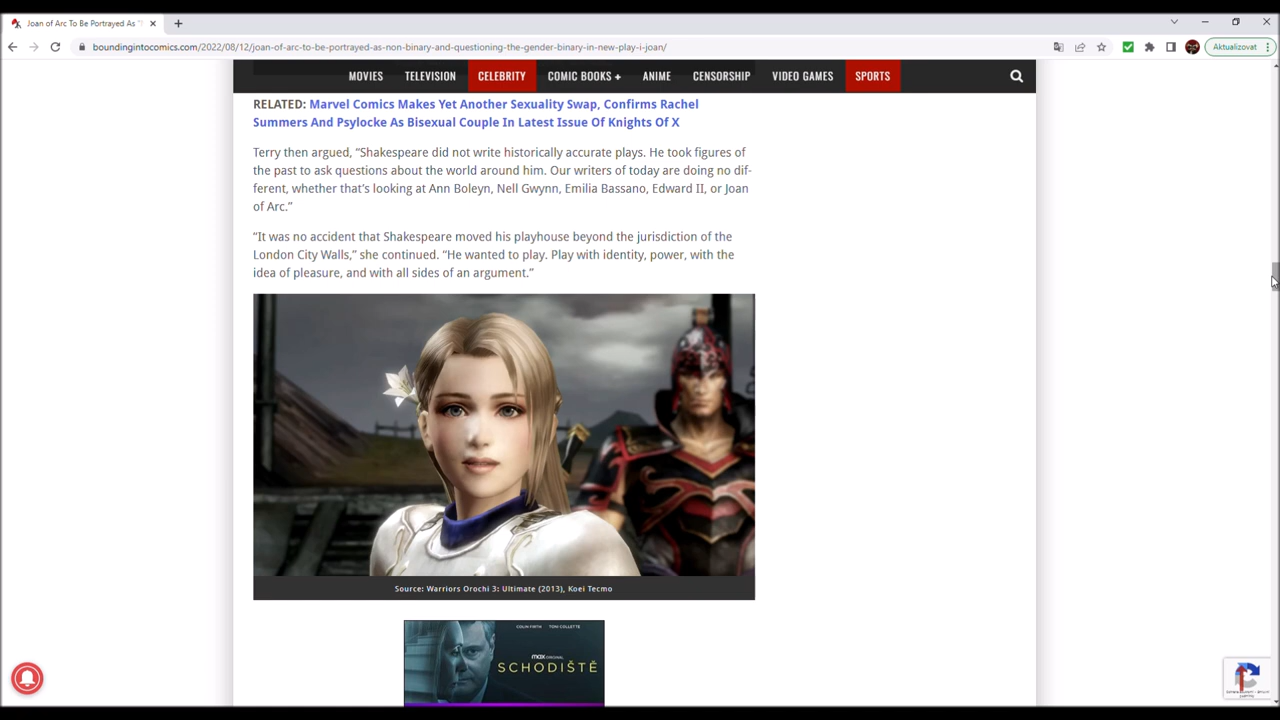 Joan of Arc To Be Portrayed As "
boundingintocomics.com/2022/08/12/joan-of-arc-to-be-portrayed-as-non-binary-and-questioning-the-gender-binary-in-new-play-i-joan/
Aktualizovat
MOVIES TELEVISION CELEBRITY COMIC BOOKS + ANIME CENSORSHIP VIDEO GAMES SPORTS
RELATED: Marvel Comics Makes Yet Another Sexuality Swap, Confirms Rachel
Summers And Psylocke As Bisexual Couple In Latest Issue Of Knights Of X
Terry then argued, “Shakespeare did not write historically accurate plays. He took figures of
the past to ask questions about the world around him. Our writers of today are doing no dif-
ferent, whether that’s looking at Ann Boleyn, Nell Gwynn, Emilia Bassano, Edward II, or Joan
of Arc.”
“It was no accident that Shakespeare moved his playhouse beyond the jurisdiction of the
London City Walls,” she continued. “He wanted to play. Play with identity, power, with the
idea of pleasure, and with all sides of an argument.”
Source: Warriors Orochi 3: Ultimate (2013), Koei Tecmo
COLIN FIRTH TONI COLLETTE
max ORIGINAL
SCHODIŠTĚ